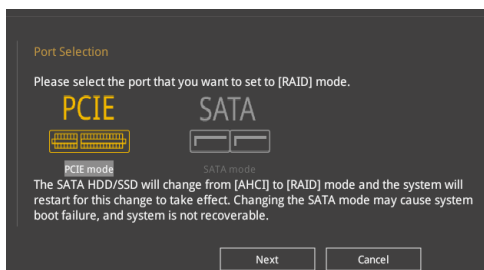 Port Selection
Please select the port that you want to set to [RAID] mode.
PCIE
SATA
PCIE mode
SATA mode
The SATA HDD/SSD will change from [AHCI] to [RAID] mode and the system will
restart for this change to take effect. Changing the SATA mode may cause system
boot failure, and system is not recoverable.
Next
Cancel